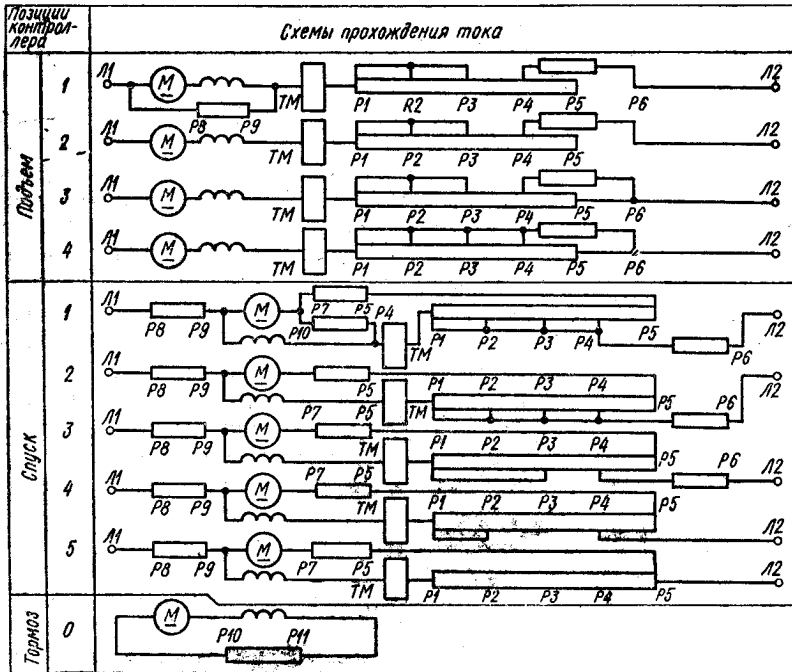 Позиции
контрол-
лера
Схемы прохождения тока
Подъем
1
Л1
М
Р8 Р9
ТМ
Р1 R2 Р3 Р4 Р5 Р6
Л2
2
Л1
М
ТМ
Р1 Р2 Р3 Р4 Р5
Л2
3
Л1
М
ТМ
Р1 Р2 Р3 Р4 Р5 Р6
Л2
4
Л1
М
ТМ
Р1 Р2 Р3 Р4 Р5 Р6
Л2
Спуск
1
Л1
Р8 Р9
М
Р7 Р5 Р4
Р10
ТМ
Р1 Р2 Р3 Р4 Р5 Р6
Л2
2
Л1
Р8 Р9
М
Р5
ТМ
Р1 Р2 Р3 Р4 Р5 Р6
Л2
3
Л1
Р8 Р9
М
Р7 Р5
ТМ
Р1 Р2 Р3 Р4 Р5 Р6
Л2
4
Л1
Р8 Р9
М
Р7 Р5
ТМ
Р1 Р2 Р3 Р4 Р5
Л2
5
Л1
Р8 Р9
М
Р7 Р5
ТМ
Р1 Р2 Р3 Р4 Р5
Л2
Тормоз
0
М
Р10 Р11